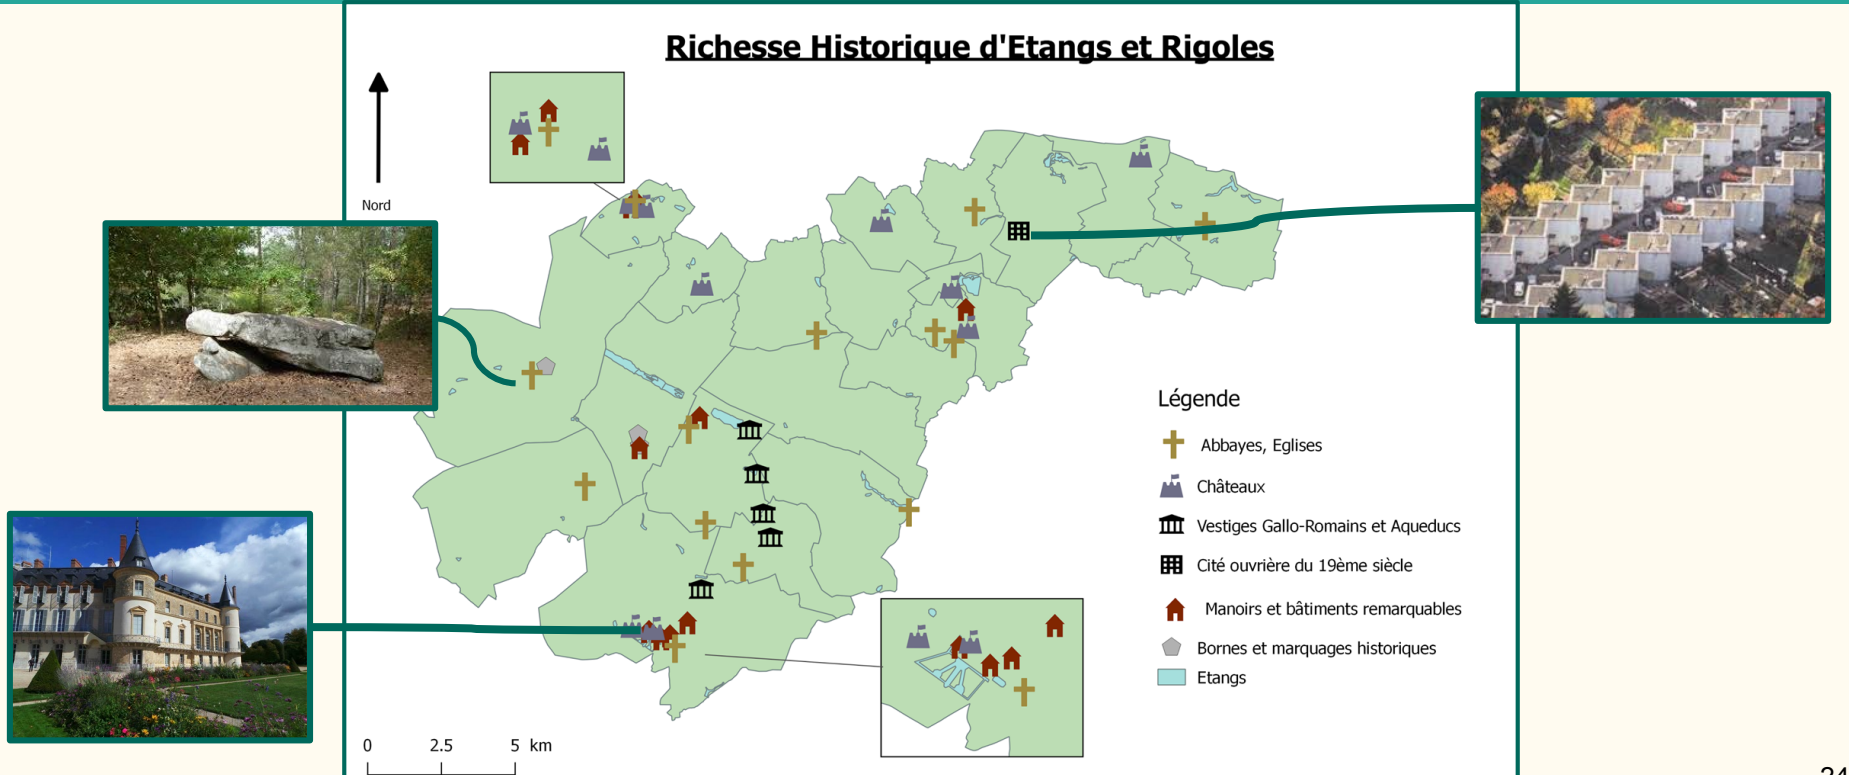 Richesse Historique d'Etangs et Rigoles
Nord
Légende
Abbayes, Eglises
Châteaux
Vestiges Gallo-Romains et Aqueducs
Cité ouvrière du 19ème siècle
Manoirs et bâtiments remarquables
Bornes et marquages historiques
Etangs
0 2.5 5 km